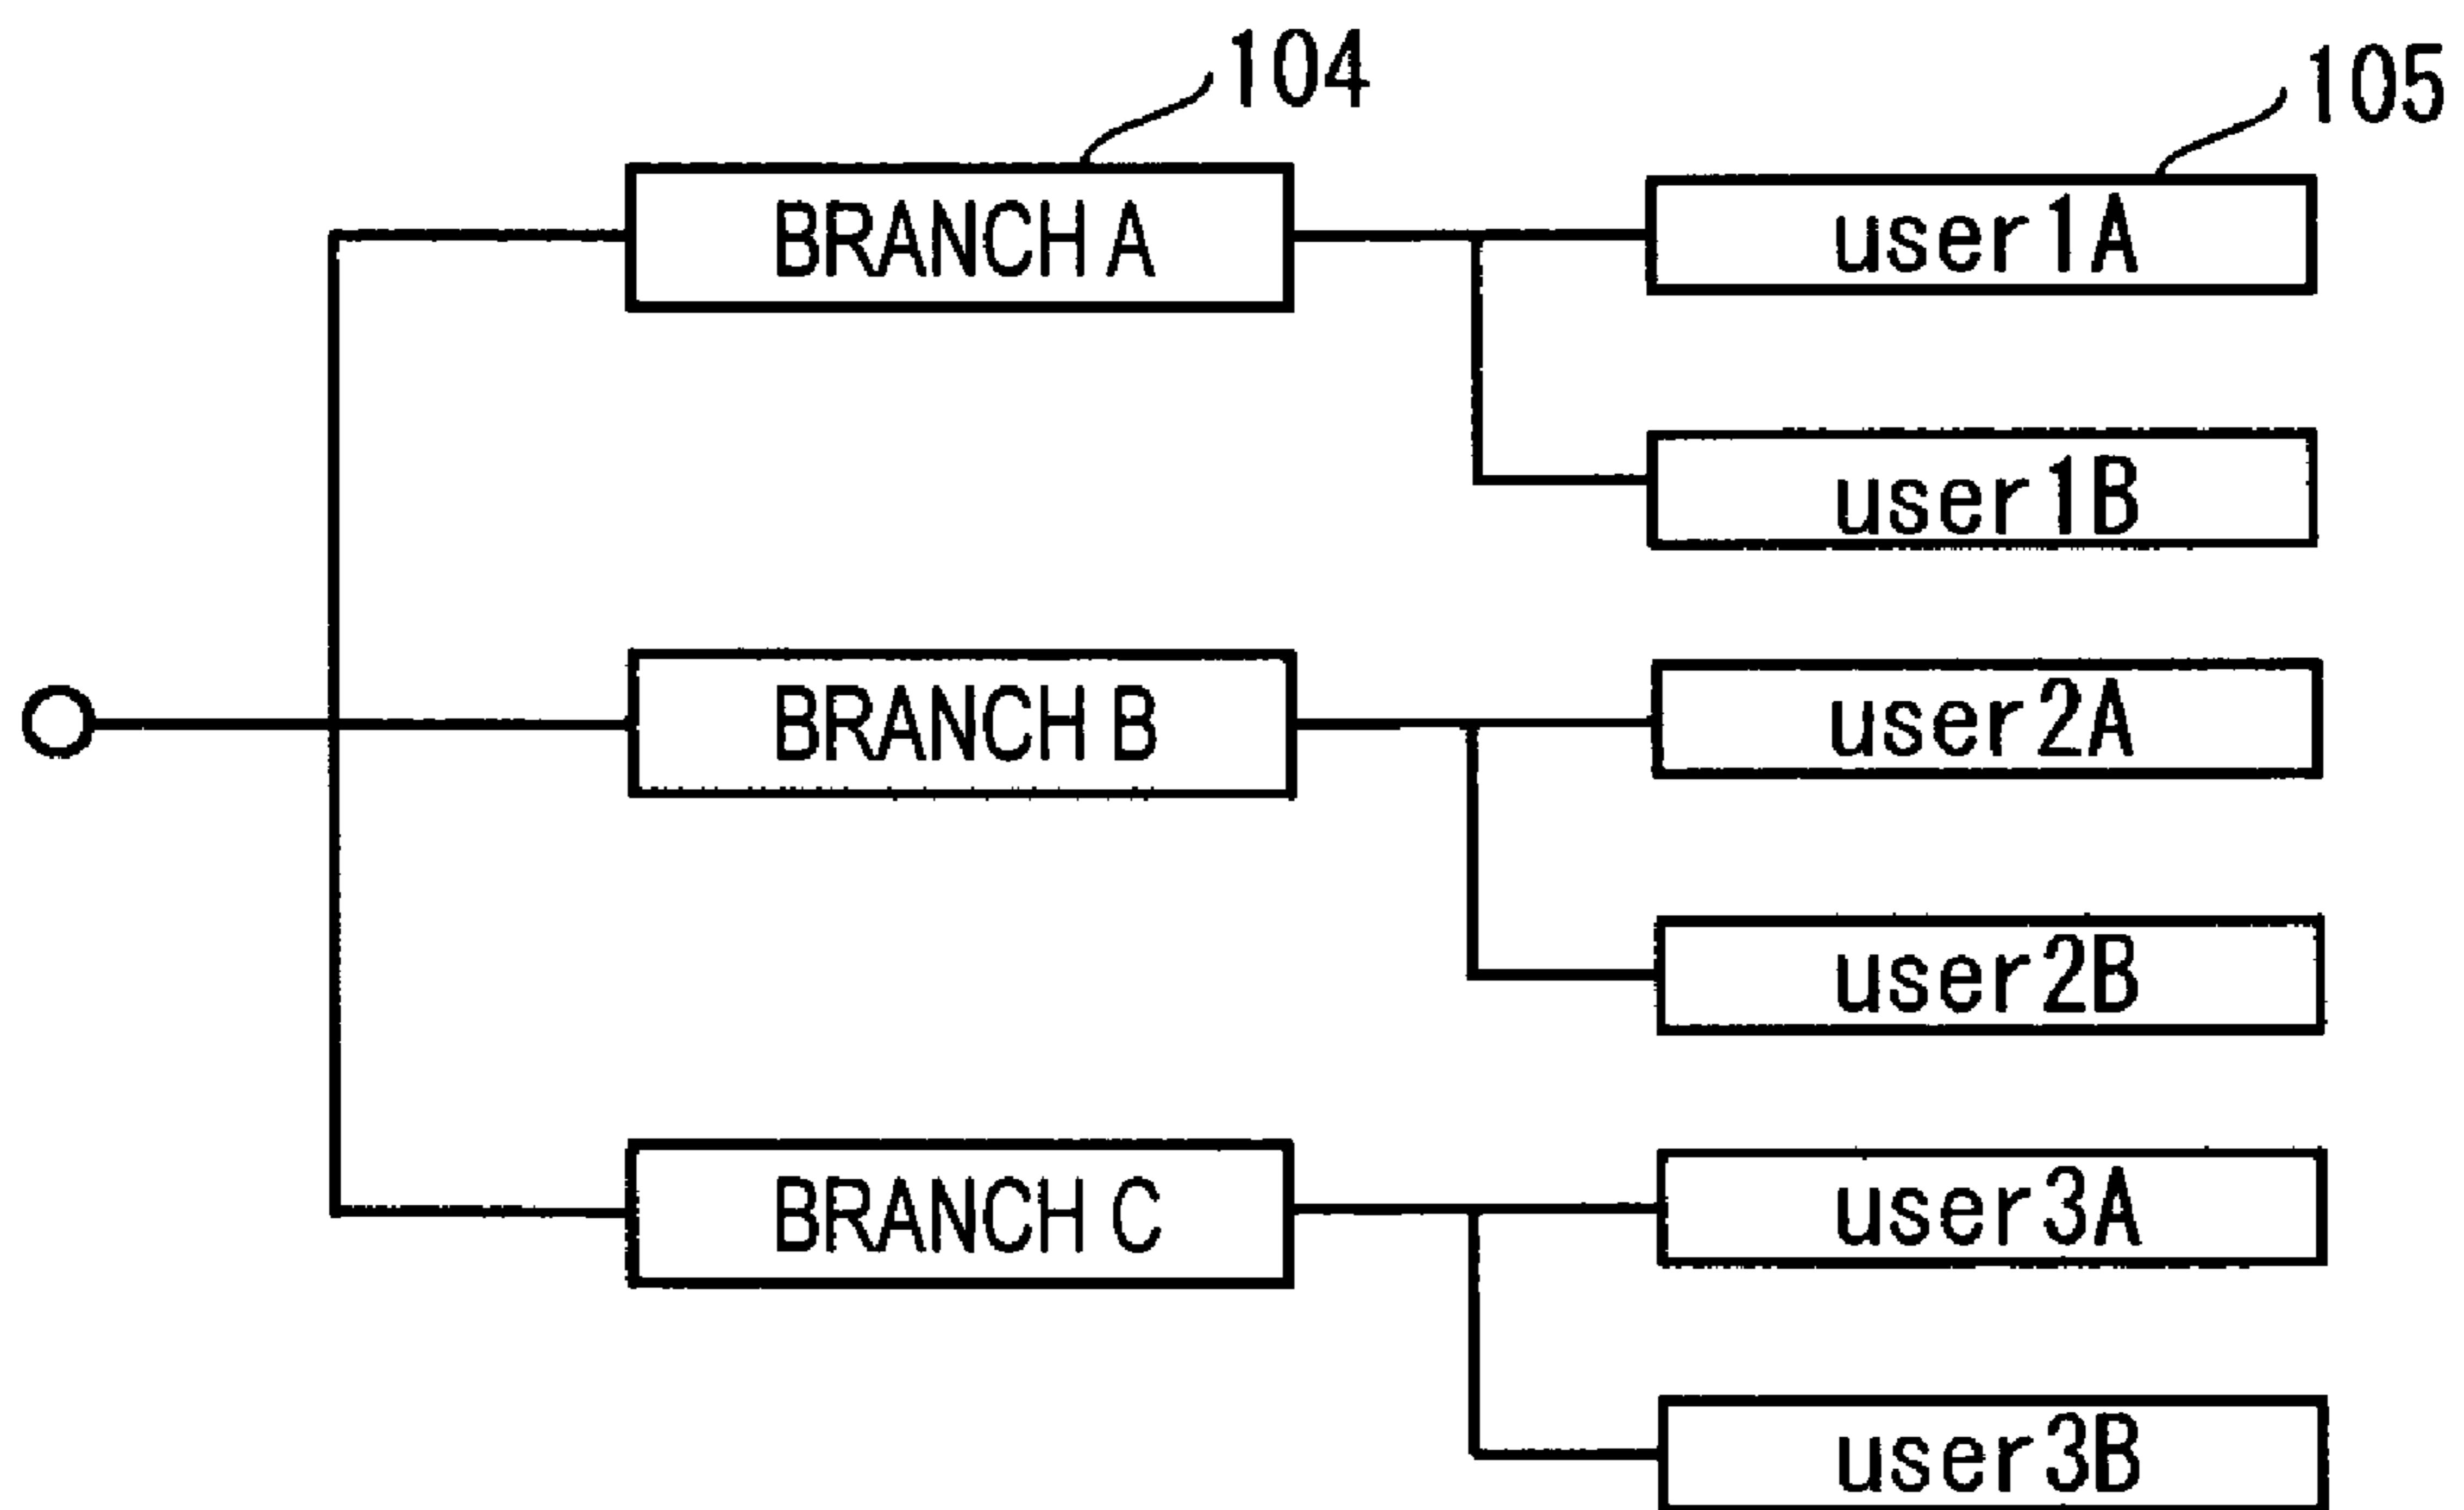 104
105
BRANCH A
user1A
user1B
BRANCH B
user2A
user2B
BRANCH C
user3A
user3B